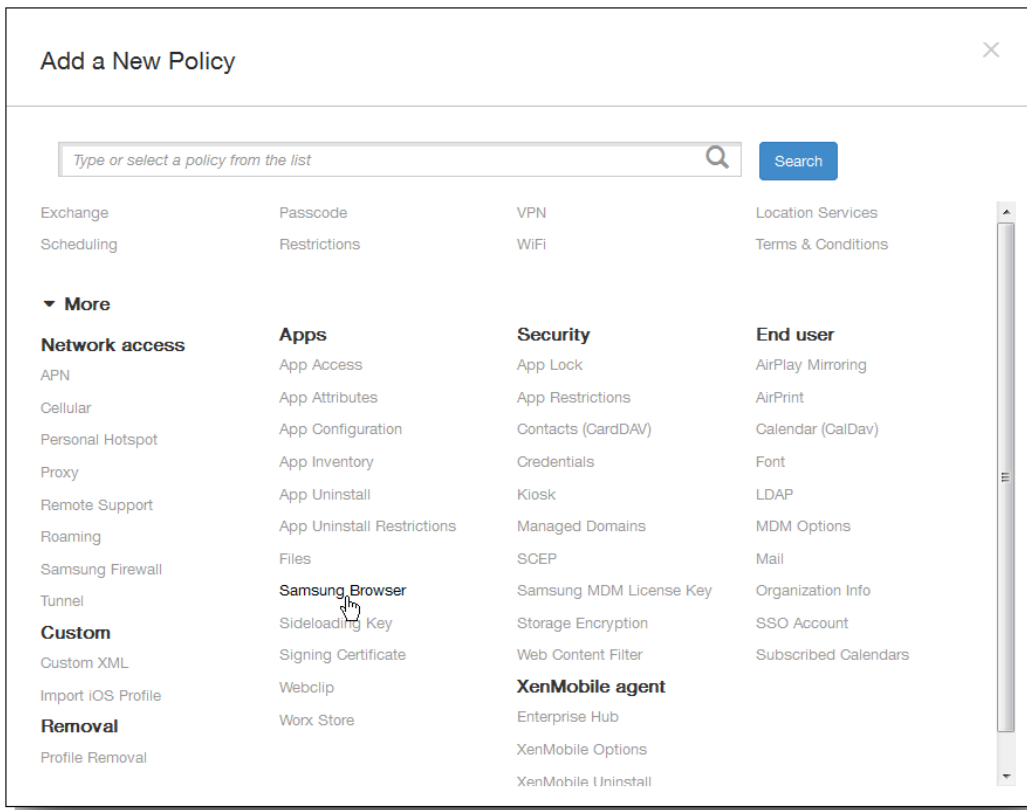 Add a New Policy
Type or select a policy from the list
Search
Exchange
Passcode
VPN
Location Services
Scheduling
Restrictions
WiFi
Terms & Conditions
More
Network access
APN
Cellular
Personal Hotspot
Proxy
Remote Support
Roaming
Samsung Firewall
Tunnel
Custom
Custom XML
Import iOS Profile
Removal
Profile Removal
Apps
App Access
App Attributes
App Configuration
App Inventory
App Uninstall
App Uninstall Restrictions
Files
Samsung Browser
Sideloading Key
Signing Certificate
Webclip
Worx Store
Security
App Lock
App Restrictions
Contacts (CardDAV)
Credentials
Kiosk
Managed Domains
SCEP
Samsung MDM License Key
Storage Encryption
Web Content Filter
XenMobile agent
Enterprise Hub
XenMobile Options
XenMobile Uninstall
End user
AirPlay Mirroring
AirPrint
Calendar (CalDav)
Font
LDAP
MDM Options
Mail
Organization Info
SSO Account
Subscribed Calendars